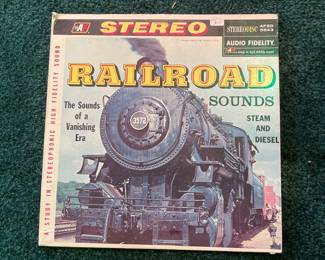 STEREO
STEREODISC
AFSD
5843
AUDIO FIDELITY
RAILROAD
SOUNDS
STEAM AND
DIESEL
The Sounds
of a
Vanishing
Era
3572
A STUDY IN STEREOPHONIC HIGH FIDELITY SOUND